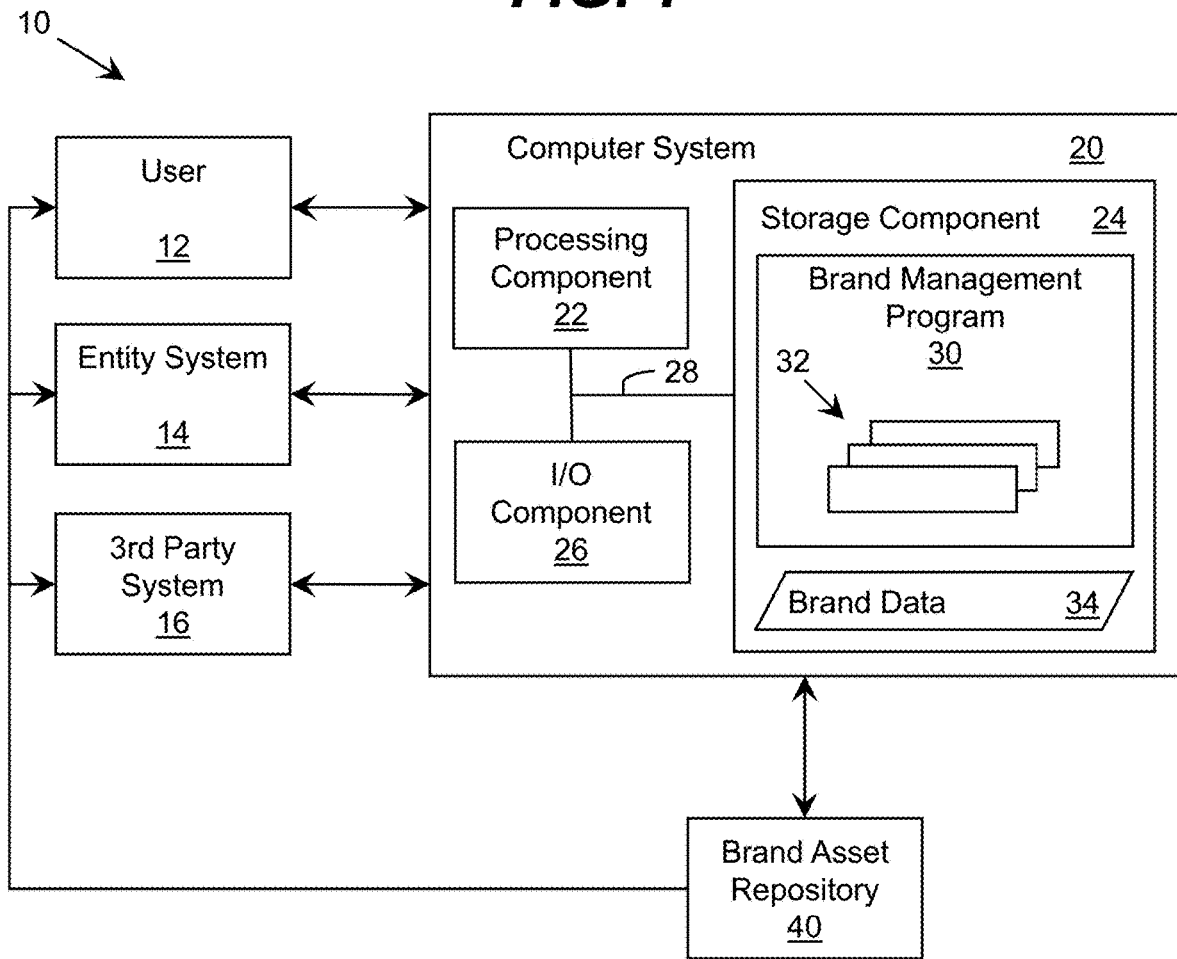 10
User
12
Entity System
14
3rd Party
System
16
Computer System
20
Processing
Component
22
28
I/O
Component
26
Storage Component
24
Brand Management
Program
30
32
Brand Data
34
Brand Asset
Repository
40